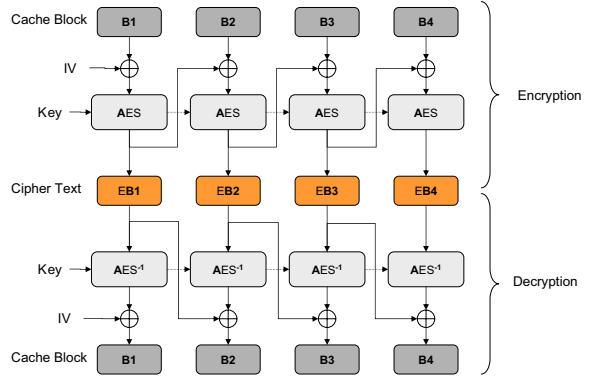 Cache Block B1 B2 B3 B4
IV
Encryption
Key AES AES AES AES
Cipher Text EB1 EB2 EB3 EB4
Key AES-1 AES-1 AES-1 AES-1
Decryption
IV
Cache Block B1 B2 B3 B4